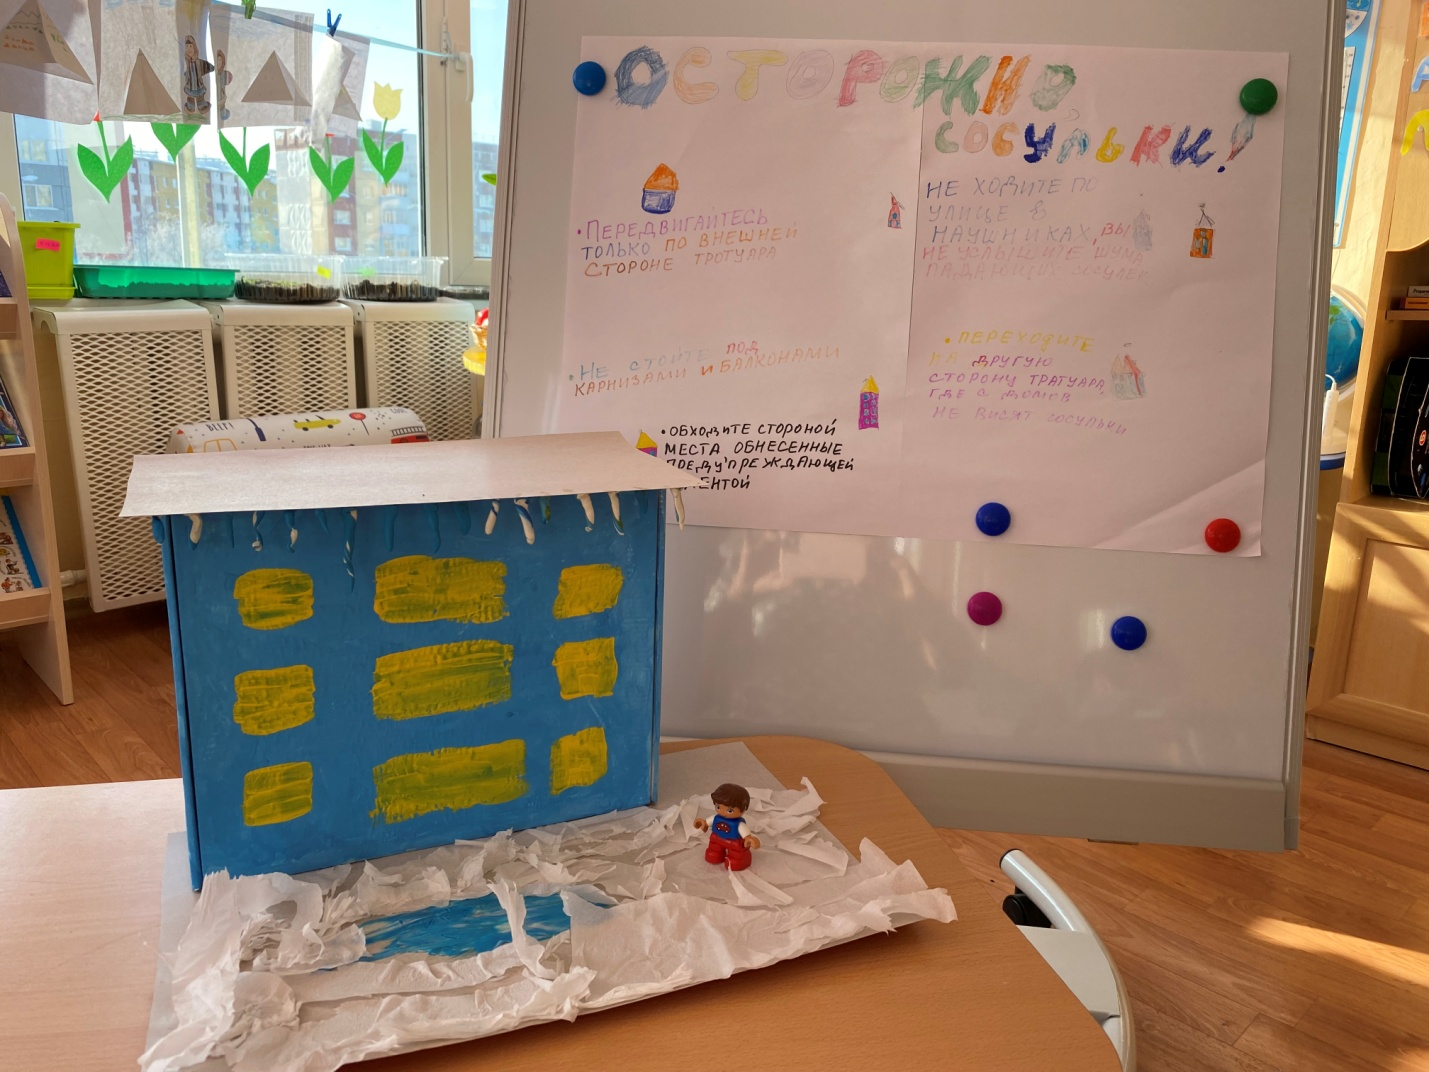 ОСТОРОЖНО
СОСУЛЬКИ!
• ПЕРЕДВИГАЙТЕСЬ
ТОЛЬКО ПО ВНЕШНЕЙ
СТОРОНЕ ТРОТУАРА
• НЕ СТОЙТЕ ПОД
КАРНИЗАМИ И БАЛКОНАМИ
• ОБХОДИТЕ СТОРОНОЙ
МЕСТА ОБНЕСЕННЫЕ
ПРЕДУПРЕЖДАЮЩЕЙ
ЛЕНТОЙ
НЕ ХОДИТЕ ПО
УЛИЦЕ В
НАУШНИКАХ, ВЫ
НЕ УСЛЫШИТЕ ШУМА
ПАДАЮЩИХ СОСУЛЕК
• ПЕРЕХОДИТЕ
НА ДРУГУЮ
СТОРОНУ ТРАТУАРА,
ГДЕ С ДОМОВ
НЕ ВИСЯТ СОСУЛЬКИ